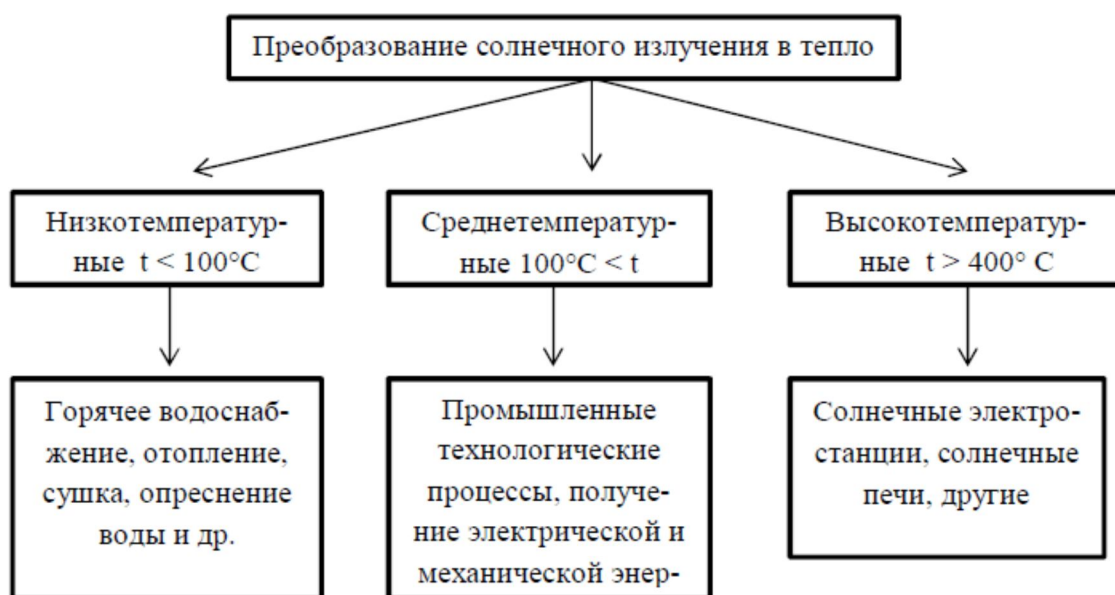 Преобразование солнечного излучения в тепло
Низкотемператур-
ные t < 100°C
Среднетемператур-
ные 100°C < t
Высокотемператур-
ные t > 400° C
Горячее водоснаб-
жение, отопление,
сушка, опреснение
воды и др.
Промышленные
технологические
процессы, получе-
ние электрической и
механической энер-
Солнечные электро-
станции, солнечные
печи, другие